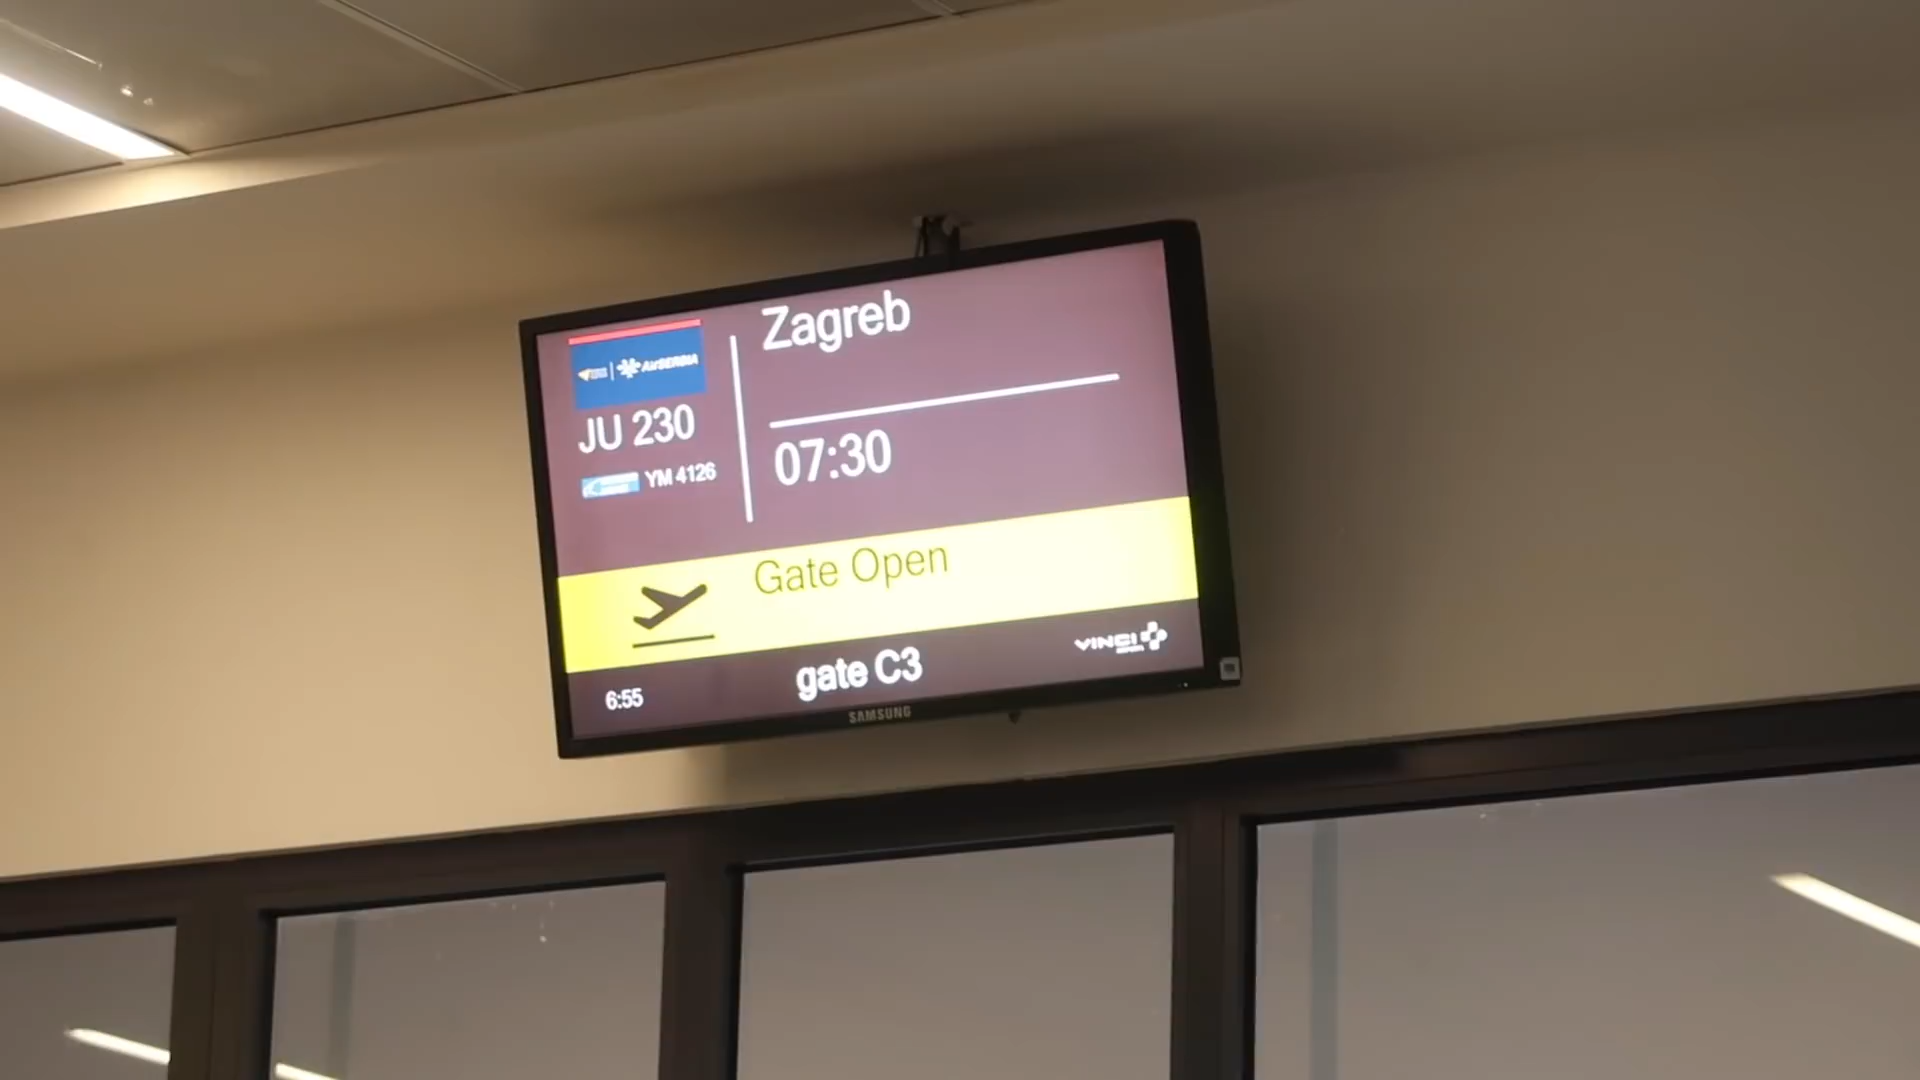 Zagreb
AirSERBIA
JU 230
YM 4126
07:30
Gate Open
6:55
gate C3
VINCI
SAMSUNG